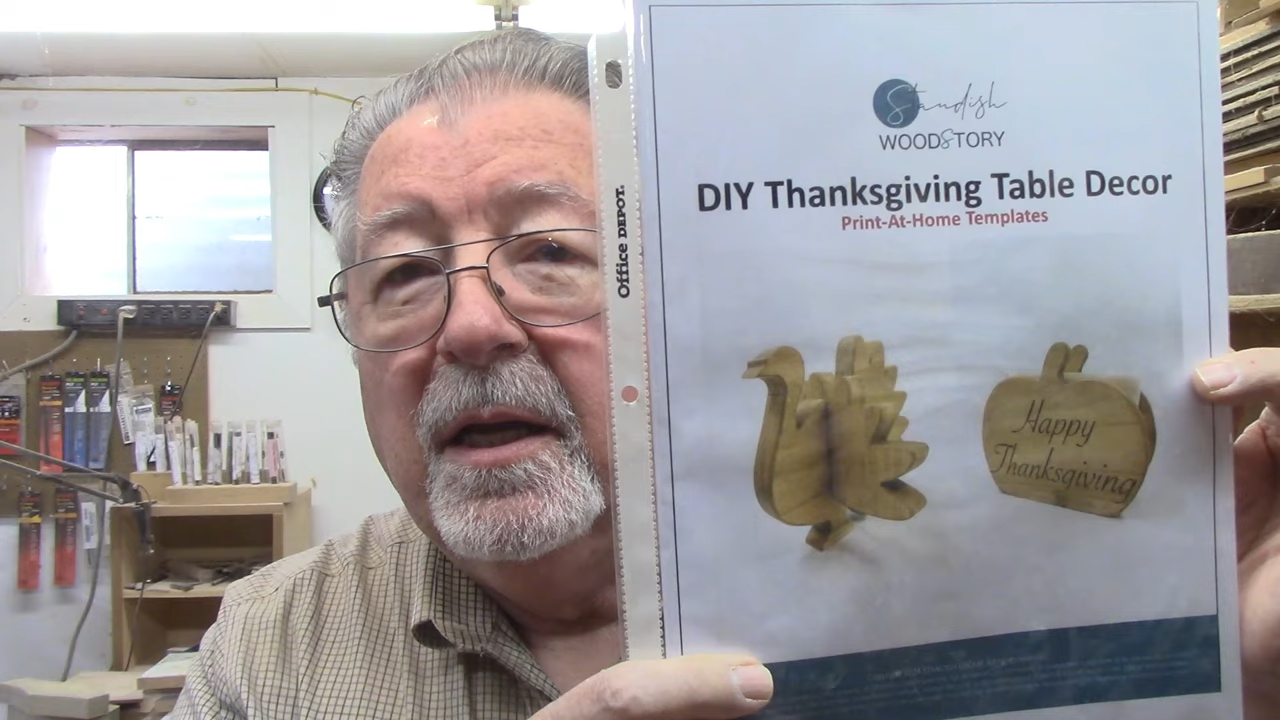 Standish
WOODSTORY
DIY Thanksgiving Table Decor
Print-At-Home Templates
Office DEPOT.
Happy
Thanksgiving